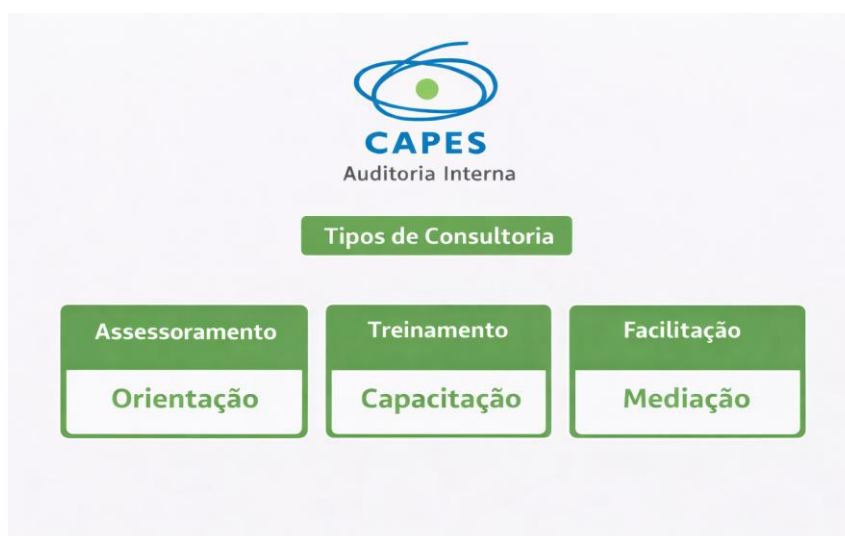 CAPES
Auditoria Interna
Tipos de Consultoria
Assessoramento
Orientação
Treinamento
Capacitação
Facilitação
Mediação